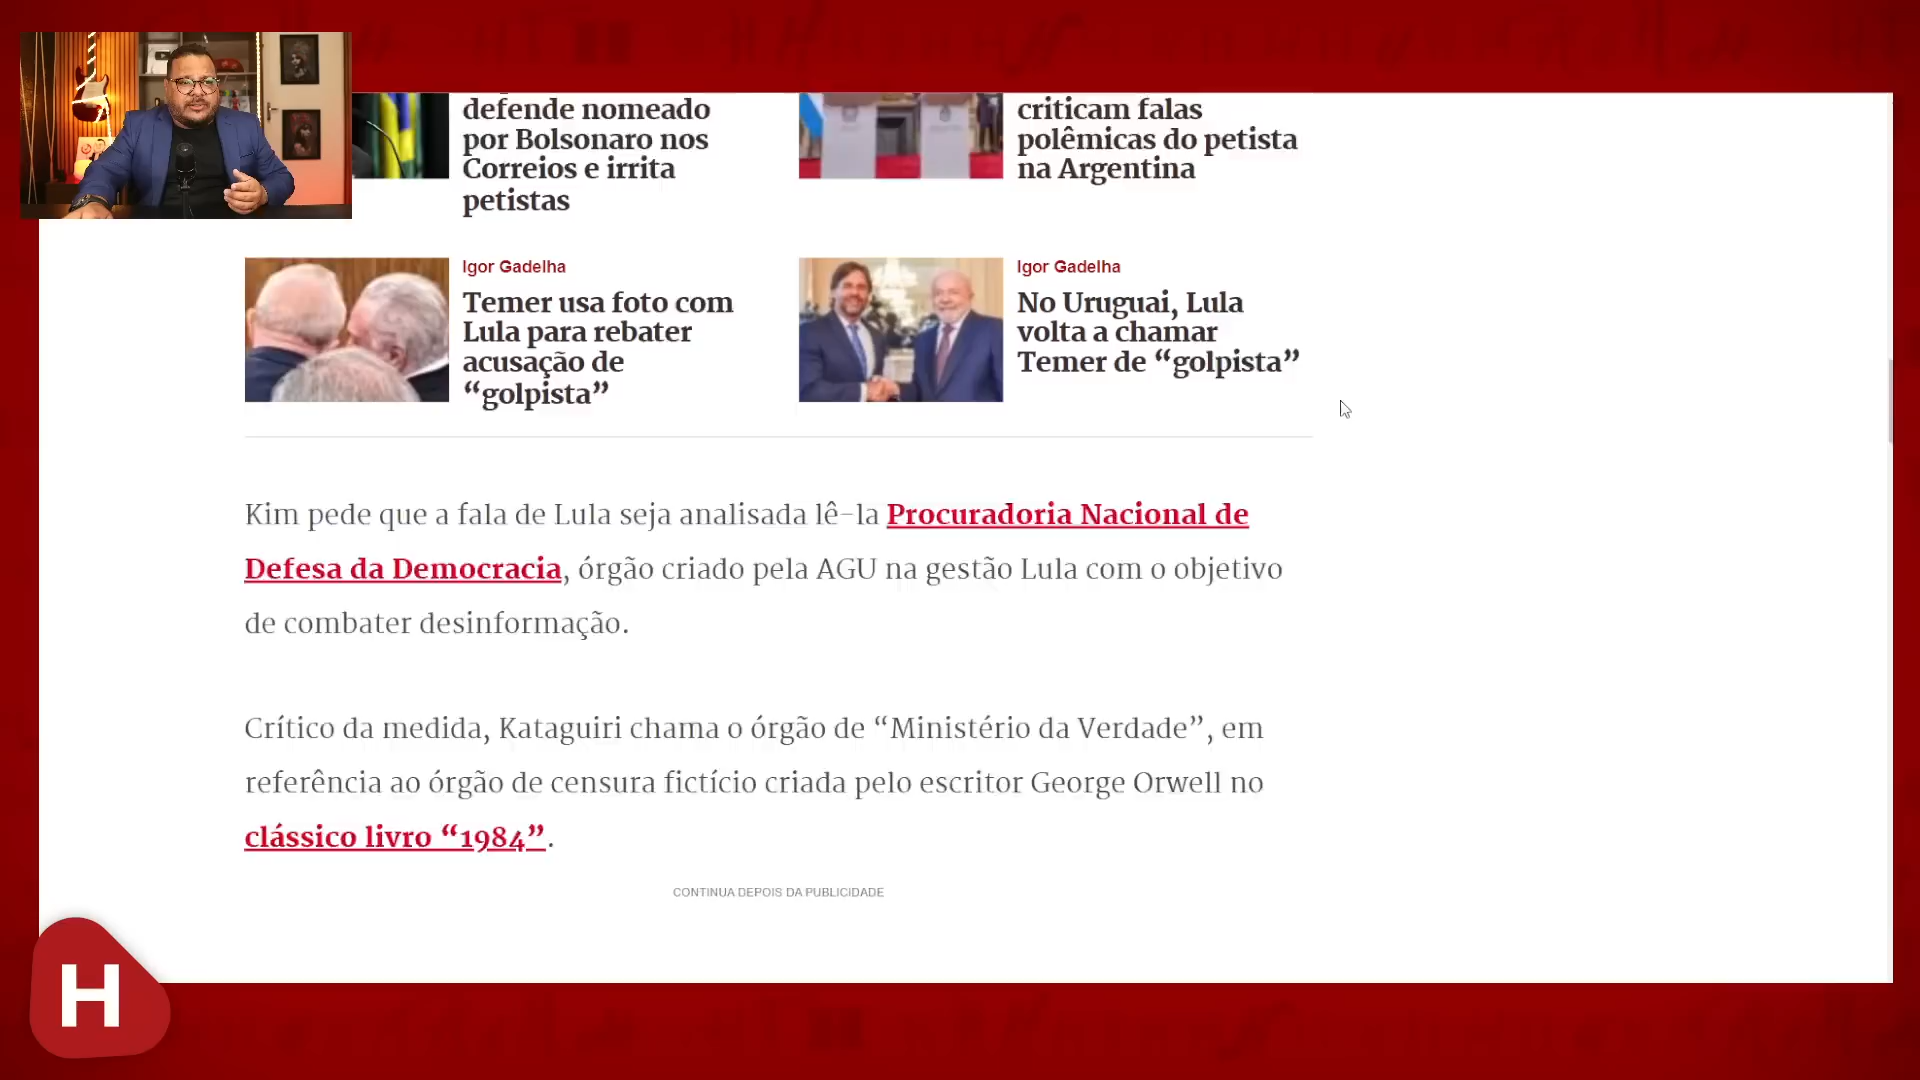 defende nomeado
por Bolsonaro nos
Correios e irrita
petistas
criticam falas
polêmicas do petista
na Argentina
Igor Gadelha
Temer usa foto com
Lula para rebater
acusação de
“golpista”
Igor Gadelha
No Uruguai, Lula
volta a chamar
Temer de “golpista”
Kim pede que a fala de Lula seja analisada lê-la Procuradoria Nacional de
Defesa da Democracia, órgão criado pela AGU na gestão Lula com o objetivo
de combater desinformação.
Crítico da medida, Kataguiri chama o órgão de “Ministério da Verdade”, em
referência ao órgão de censura fictício criada pelo escritor George Orwell no
clássico livro “1984”.
CONTINUA DEPOIS DA PUBLICIDADE
H